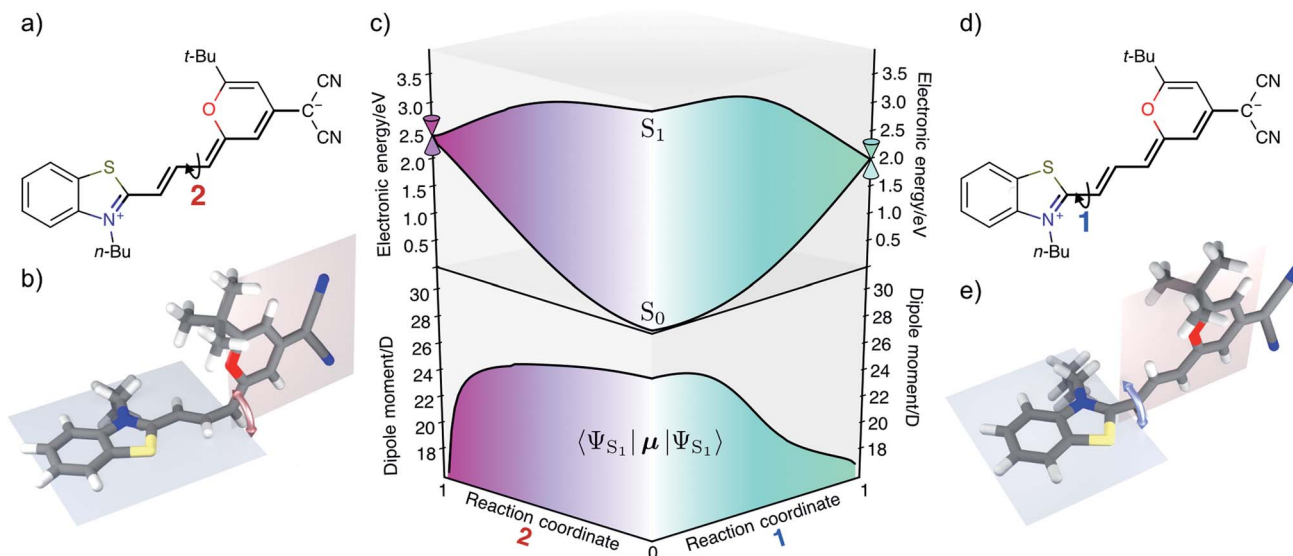 a)
t-Bu
O
CN
C⁻
CN
S
N⁺
n-Bu
2
b)
c)
Electronic energy/eV
3.5
3.0
2.5
2.0
1.5
1.0
0.5
S₁
S₀
3.5
3.0
2.5
2.0
1.5
1.0
0.5
Electronic energy/eV
Dipole moment/D
30
28
26
24
22
20
18
⟨Ψ_S₁| μ |Ψ_S₁⟩
30
28
26
24
22
20
18
Dipole moment/D
1
Reaction coordinate
2
0
Reaction coordinate
1
1
d)
t-Bu
O
CN
C⁻
CN
S
N⁺
n-Bu
1
e)